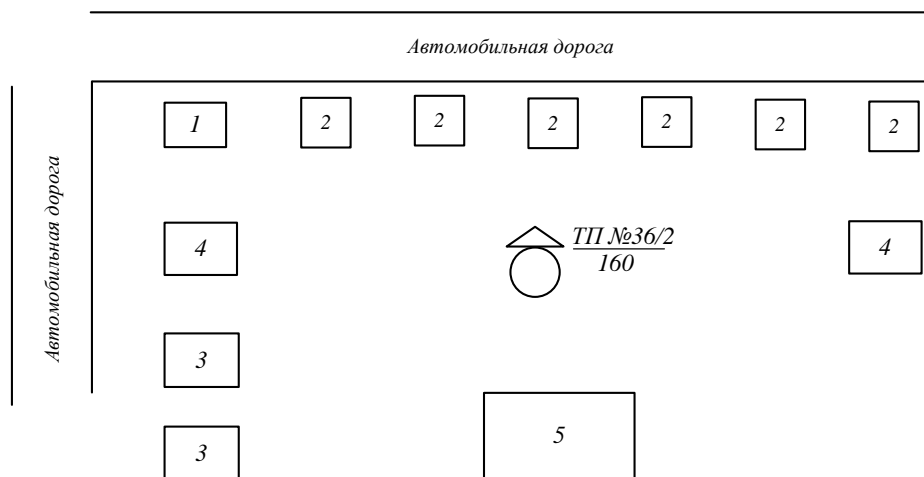 Автомобильная дорога
1 2 2 2 2 2 2
Автомобильная дорога
4 ТП №36/2 4
160
3
5
3